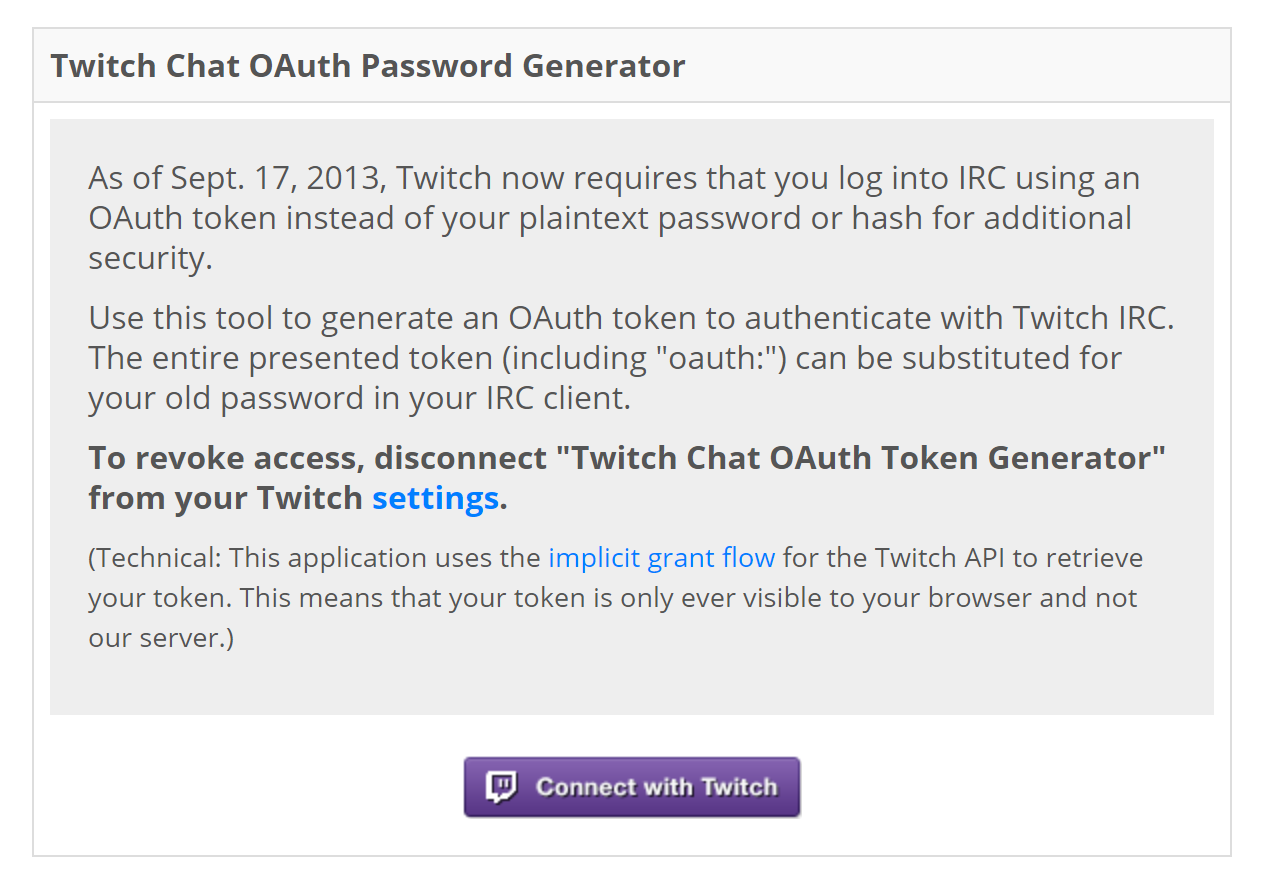 Twitch Chat OAuth Password Generator
As of Sept. 17, 2013, Twitch now requires that you log into IRC using an
OAuth token instead of your plaintext password or hash for additional
security.
Use this tool to generate an OAuth token to authenticate with Twitch IRC.
The entire presented token (including "oauth:") can be substituted for
your old password in your IRC client.
To revoke access, disconnect "Twitch Chat OAuth Token Generator"
from your Twitch settings.
(Technical: This application uses the implicit grant flow for the Twitch API to retrieve
your token. This means that your token is only ever visible to your browser and not
our server.)
Connect with Twitch